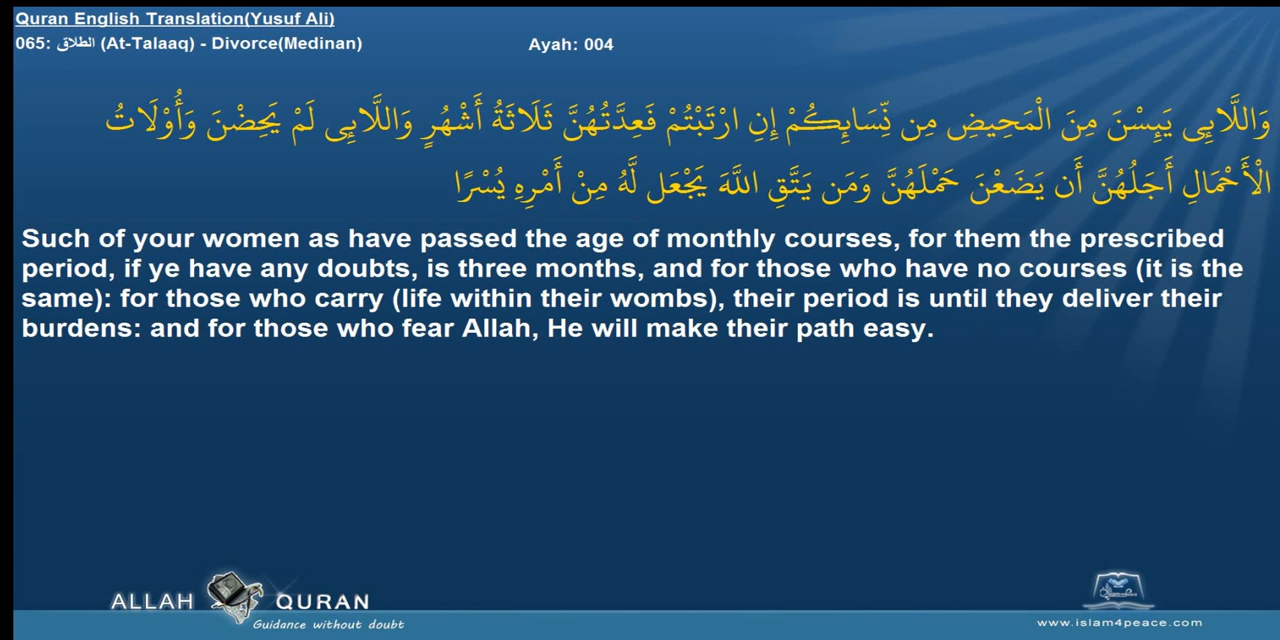 Quran English Translation(Yusuf Ali)
065: الطلاق (At-Talaaq) - Divorce(Medinan)
Ayah: 004
وَاللَّائِى يَئِسْنَ مِنَ الْمَحِيضِ مِن نِّسَائِكُمْ إِنِ ارْتَبْتُمْ فَعِدَّتُهُنَّ ثَلَاثَةُ أَشْهُرٍ وَاللَّائِى لَمْ يَحِضْنَ وَأُوْلَاتُ
الْأَحْمَالِ أَجَلُهُنَّ أَن يَضَعْنَ حَمْلَهُنَّ وَمَن يَتَّقِ اللَّهَ يَجْعَل لَّهُ مِنْ أَمْرِهِ يُسْرًا
Such of your women as have passed the age of monthly courses, for them the prescribed
period, if ye have any doubts, is three months, and for those who have no courses (it is the
same): for those who carry (life within their wombs), their period is until they deliver their
burdens: and for those who fear Allah, He will make their path easy.
ALLAH QURAN
Guidance without doubt
www.islam4peace.com